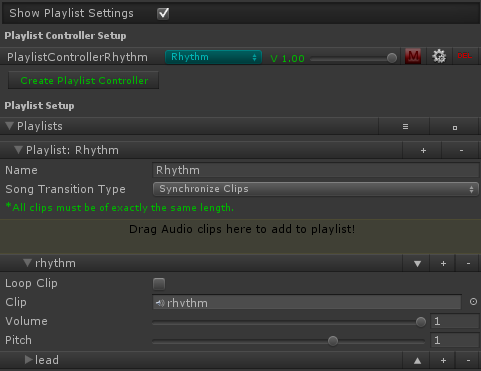 Show Playlist Settings
Playlist Controller Setup
PlaylistControllerRhythm Rhythm V 1.00 M
Create Playlist Controller
Playlist Setup
Playlists
Playlist: Rhythm + -
Name Rhythm
Song Transition Type Synchronize Clips
*All clips must be of exactly the same length.
Drag Audio clips here to add to playlist!
rhythm + -
Loop Clip
Clip rhythm
Volume 1
Pitch 1
lead + -